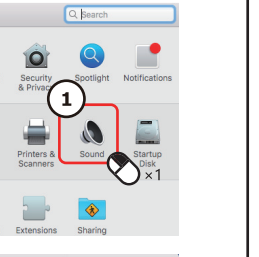 Search
Security
& Privac
Spotlight
Notifications
1
Printers &
Scanners
Sound
Startup
Disk
×1
Extensions
Sharing